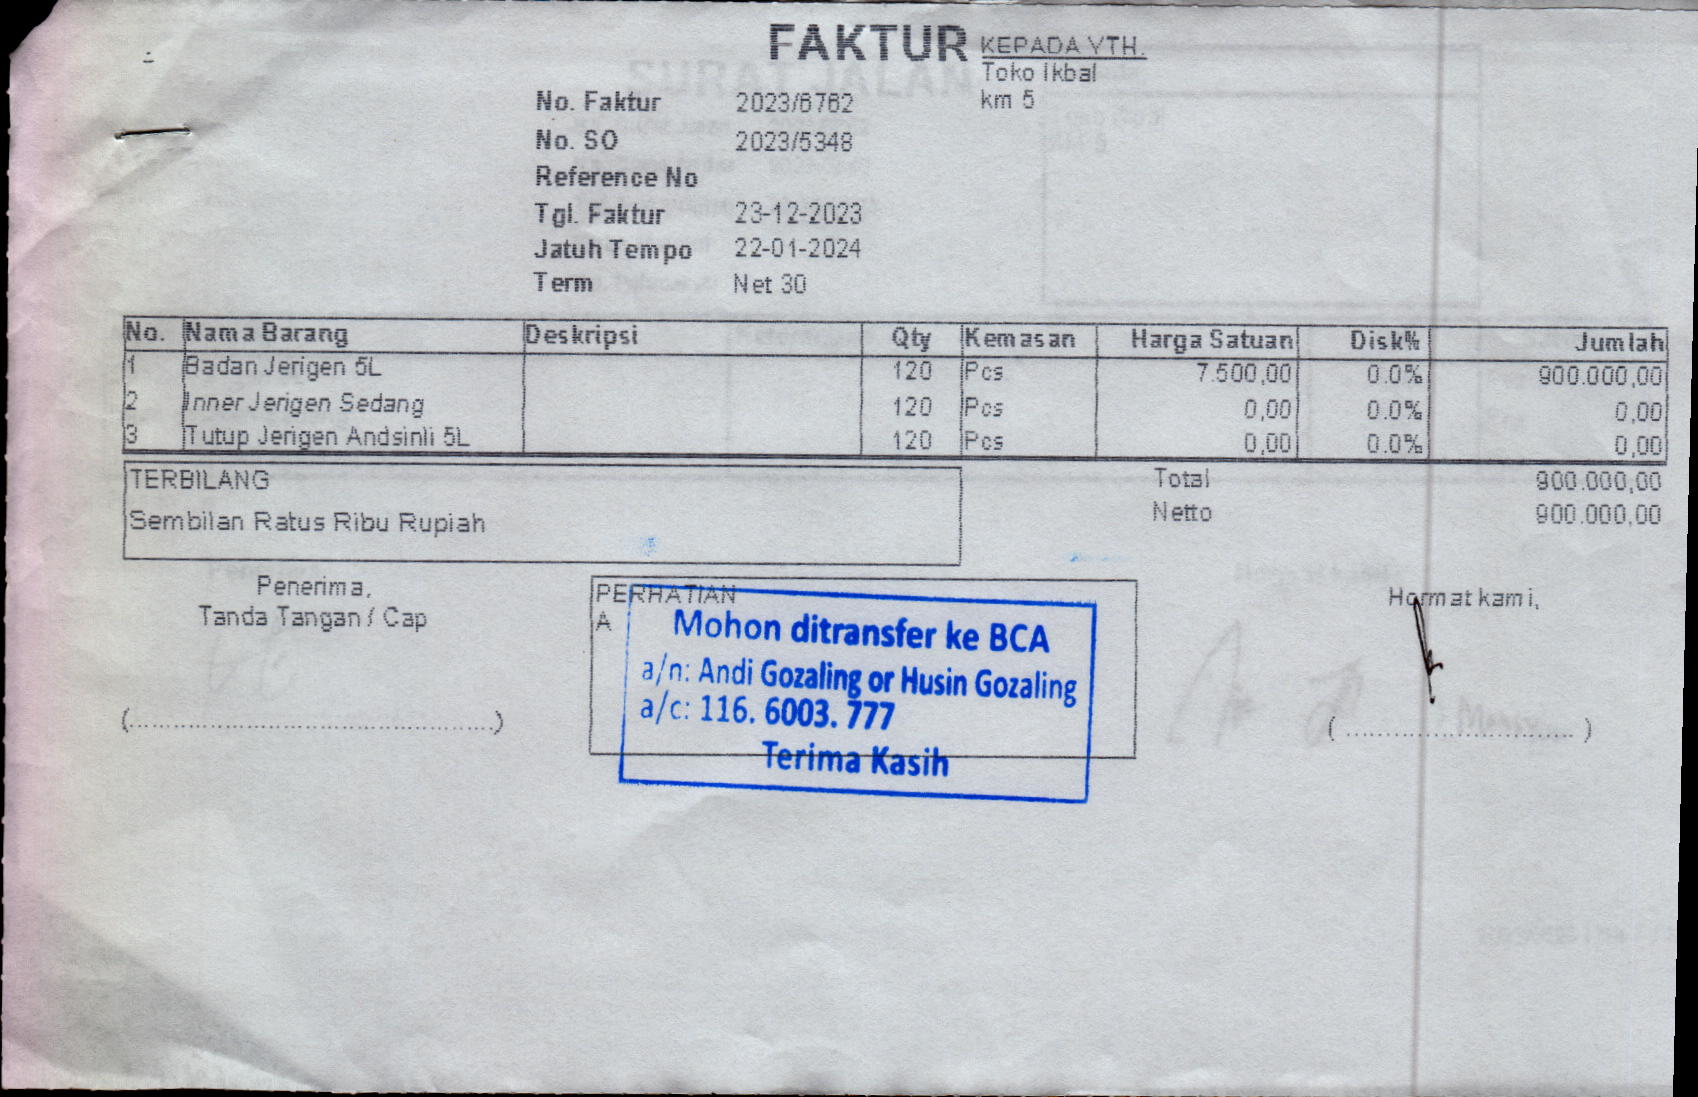 FAKTUR
KEPADA YTH.
Toko Ikbal
km 5
No. Faktur 2023/6762
No. SO 2023/5348
Reference No
Tgl. Faktur 23-12-2023
Jatuh Tempo 22-01-2024
Term Net 30
No. Nama Barang Deskripsi Qty Kemasan Harga Satuan Disk% Jumlah
1 Badan Jerigen 5L 120 Pcs 7.500,00 0.0% 900.000,00
2 Inner Jerigen Sedang 120 Pcs 0,00 0.0% 0,00
3 Tutup Jerigen Andsinli 5L 120 Pcs 0,00 0.0% 0,00
TERBILANG
Sembilan Ratus Ribu Rupiah
Total 900.000,00
Netto 900.000,00
Penerima,
Tanda Tangan / Cap
(................................................)
PERHATIAN
A
Mohon ditransfer ke BCA
a/n: Andi Gozaling or Husin Gozaling
a/c: 116. 6003. 777
Terima Kasih
Hormat kami,
(..............................)
SURAT JALAN